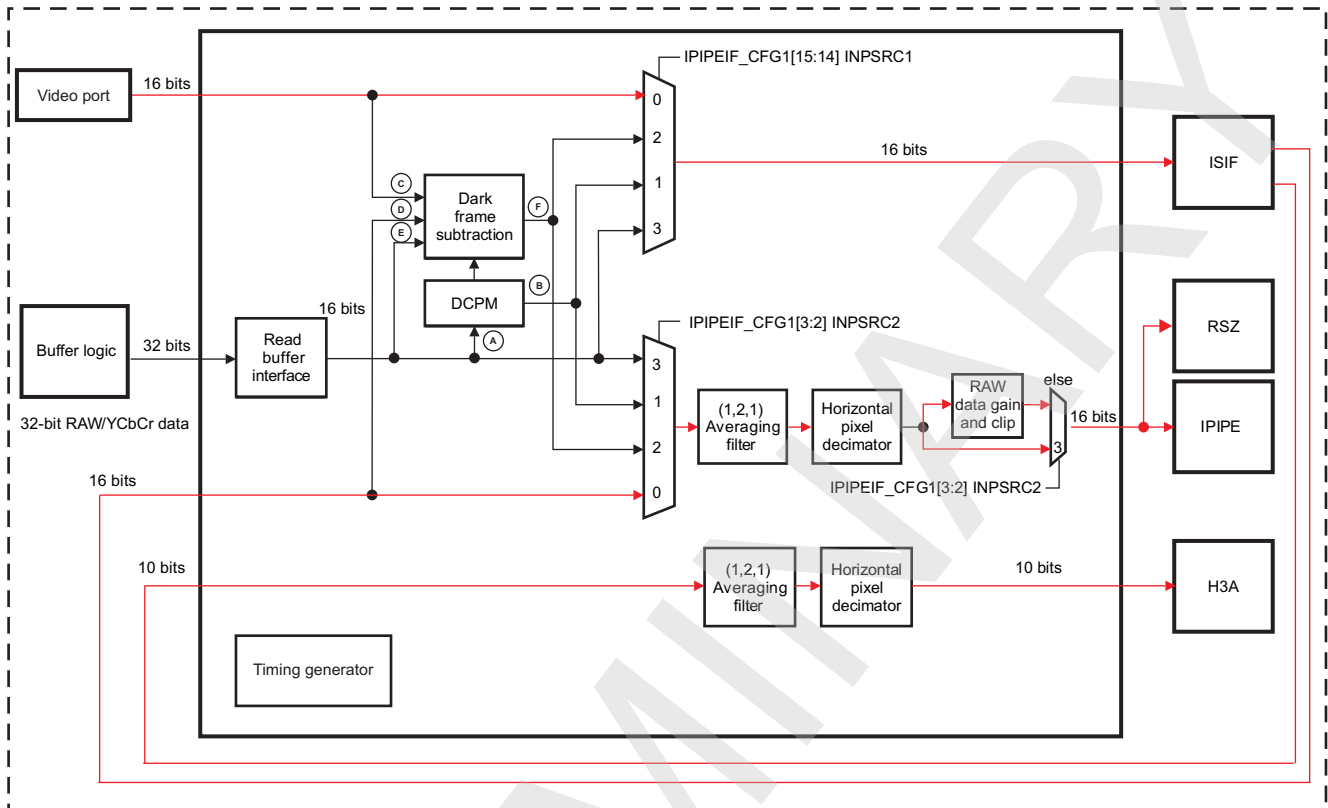 IPIPEIF_CFG1[15:14] INPSRC1
Video port
16 bits
0
2
1
3
16 bits
ISIF
C
D
E
Dark
frame
subtraction
F
DCPM
B
A
16 bits
Buffer logic
32 bits
Read
buffer
interface
32-bit RAW/YCbCr data
IPIPEIF_CFG1[3:2] INPSRC2
3
1
2
0
(1,2,1)
Averaging
filter
Horizontal
pixel
decimator
RAW
data gain
and clip
else
3
16 bits
IPIPEIF_CFG1[3:2] INPSRC2
RSZ
IPIPE
16 bits
10 bits
(1,2,1)
Averaging
filter
Horizontal
pixel
decimator
10 bits
H3A
Timing generator
MINARY